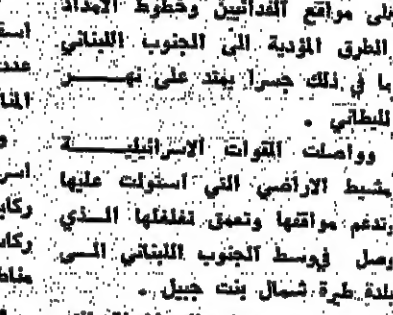 على مواقع الفدائيين وخطوط الامداد
الطرق المؤدية الى الجنوب اللبناني
بما في ذلك جسرا يمتد على نهر
الليطاني .
وواصلت القوات الاسرائيلية
تمشيط الاراضي التي استولت عليها
وتدعم مواقعها وتعمق تغلغلها الذي
وصل في وسط الجنوب اللبناني الى
بلدة طيرة شمال بنت جبيل .